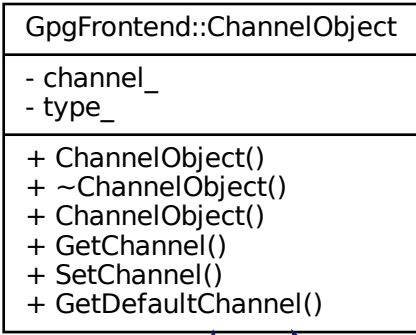 GpgFrontend::ChannelObject
- channel_
- type_
+ ChannelObject()
+ ~ChannelObject()
+ ChannelObject()
+ GetChannel()
+ SetChannel()
+ GetDefaultChannel()